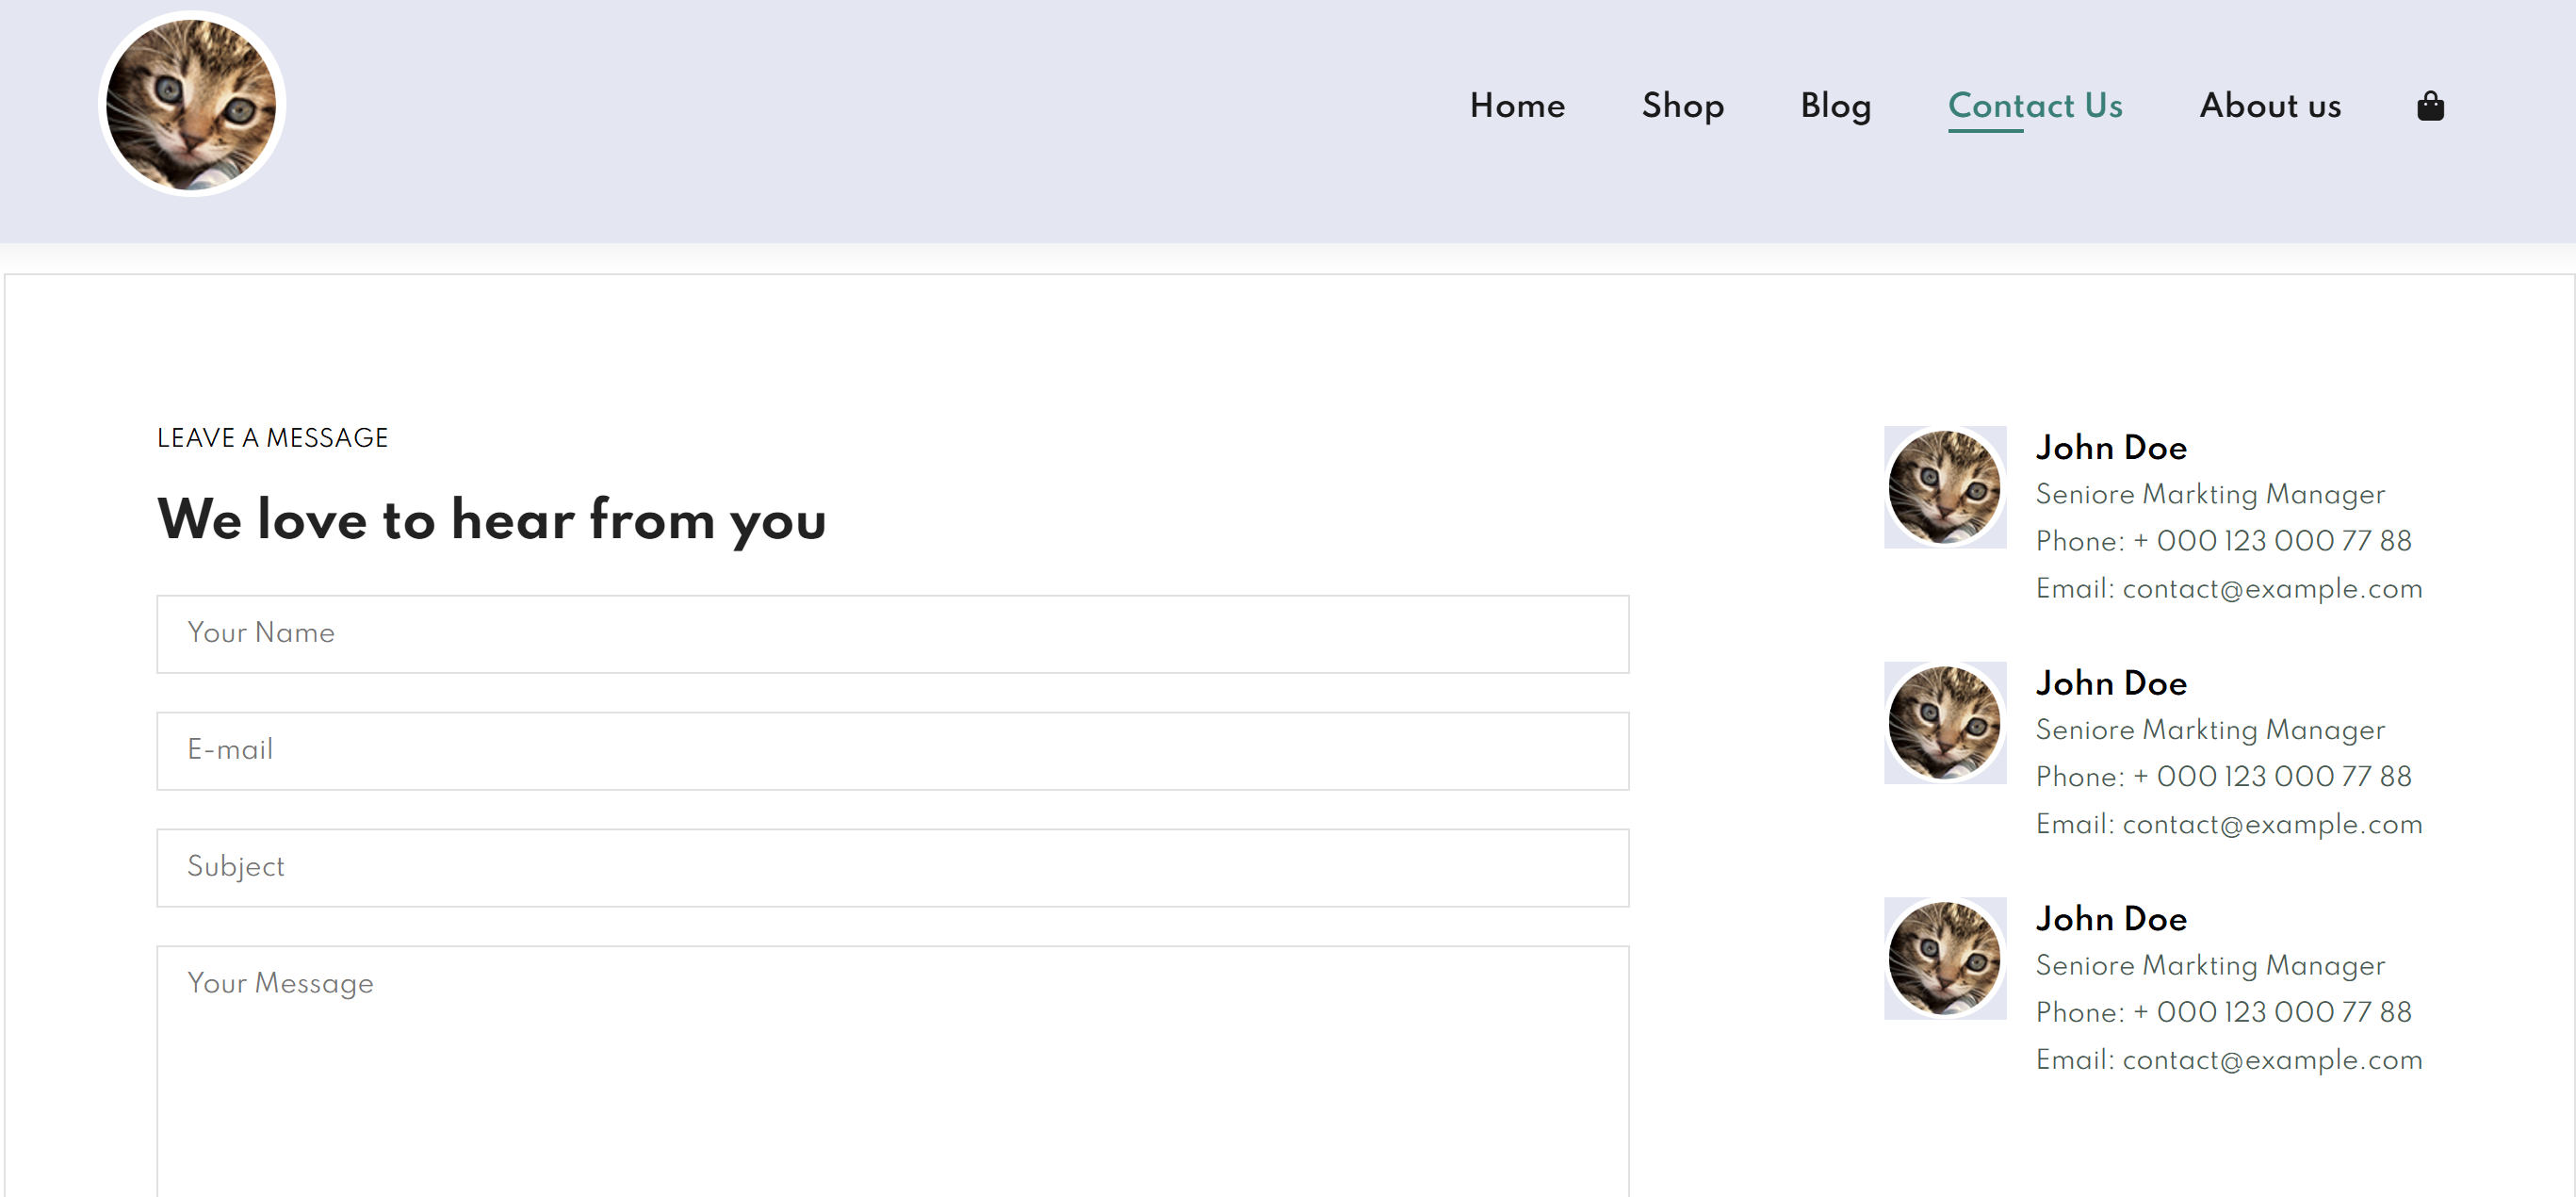 Home Shop Blog Contact Us About us
LEAVE A MESSAGE
We love to hear from you
Your Name
E-mail
Subject
Your Message
John Doe
Seniore Markting Manager
Phone: + 000 123 000 77 88
Email: contact@example.com
John Doe
Seniore Markting Manager
Phone: + 000 123 000 77 88
Email: contact@example.com
John Doe
Seniore Markting Manager
Phone: + 000 123 000 77 88
Email: contact@example.com